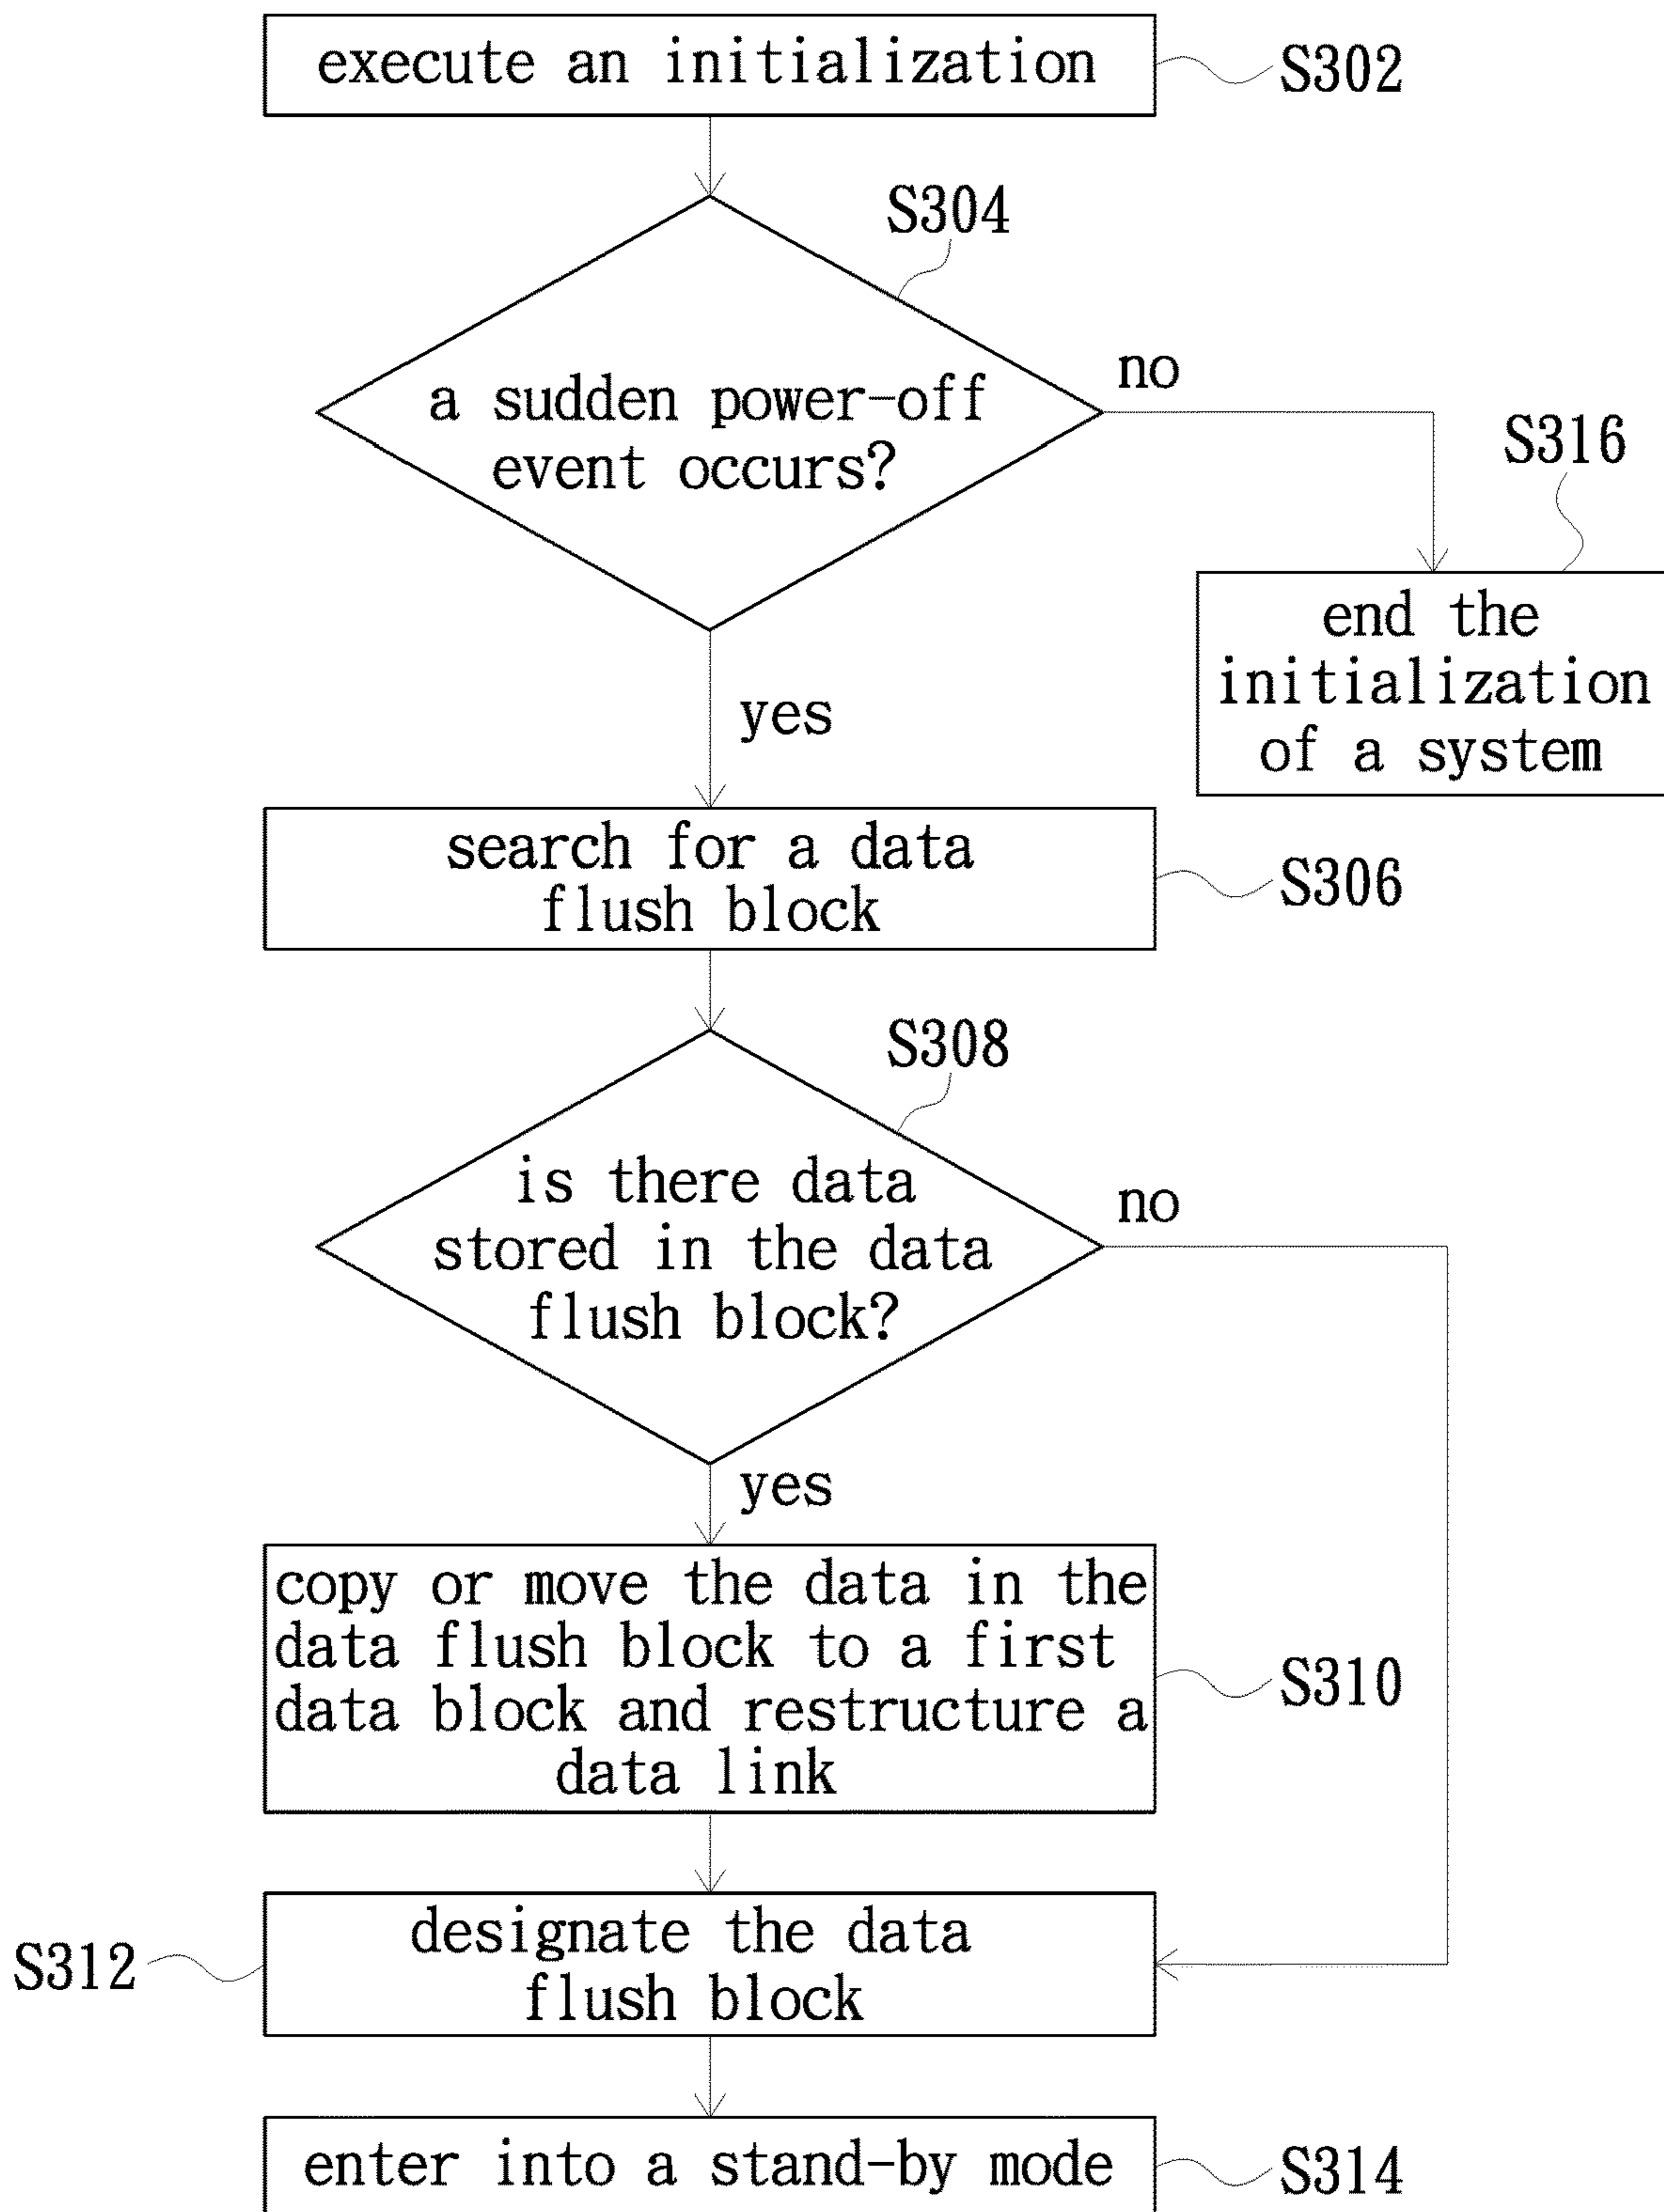 execute an initialization
S302
S304
a sudden power-off
event occurs?
no
S316
end the
initialization
of a system
yes
search for a data
flush block
S306
S308
is there data
stored in the data
flush block?
no
yes
copy or move the data in the
data flush block to a first
data block and restructure a
data link
S310
designate the data
flush block
S312
enter into a stand-by mode
S314